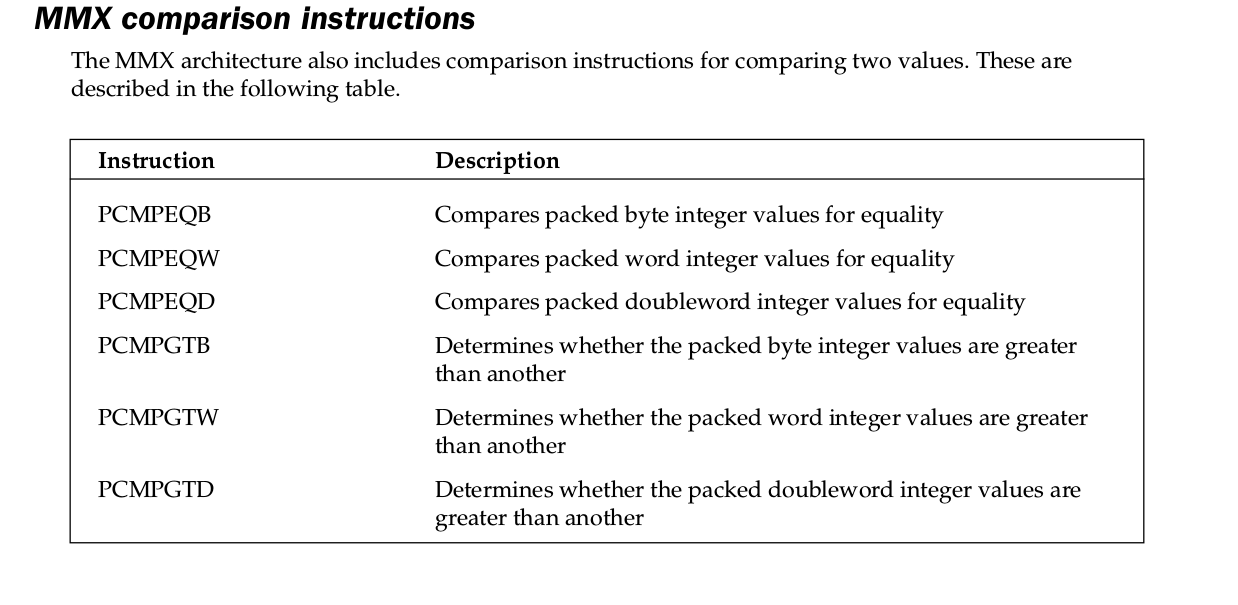 MMX comparison instructions
The MMX architecture also includes comparison instructions for comparing two values. These are
described in the following table.
Instruction Description
PCMPEQB Compares packed byte integer values for equality
PCMPEQW Compares packed word integer values for equality
PCMPEQD Compares packed doubleword integer values for equality
PCMPGTB Determines whether the packed byte integer values are greater
than another
PCMPGTW Determines whether the packed word integer values are greater
than another
PCMPGTD Determines whether the packed doubleword integer values are
greater than another